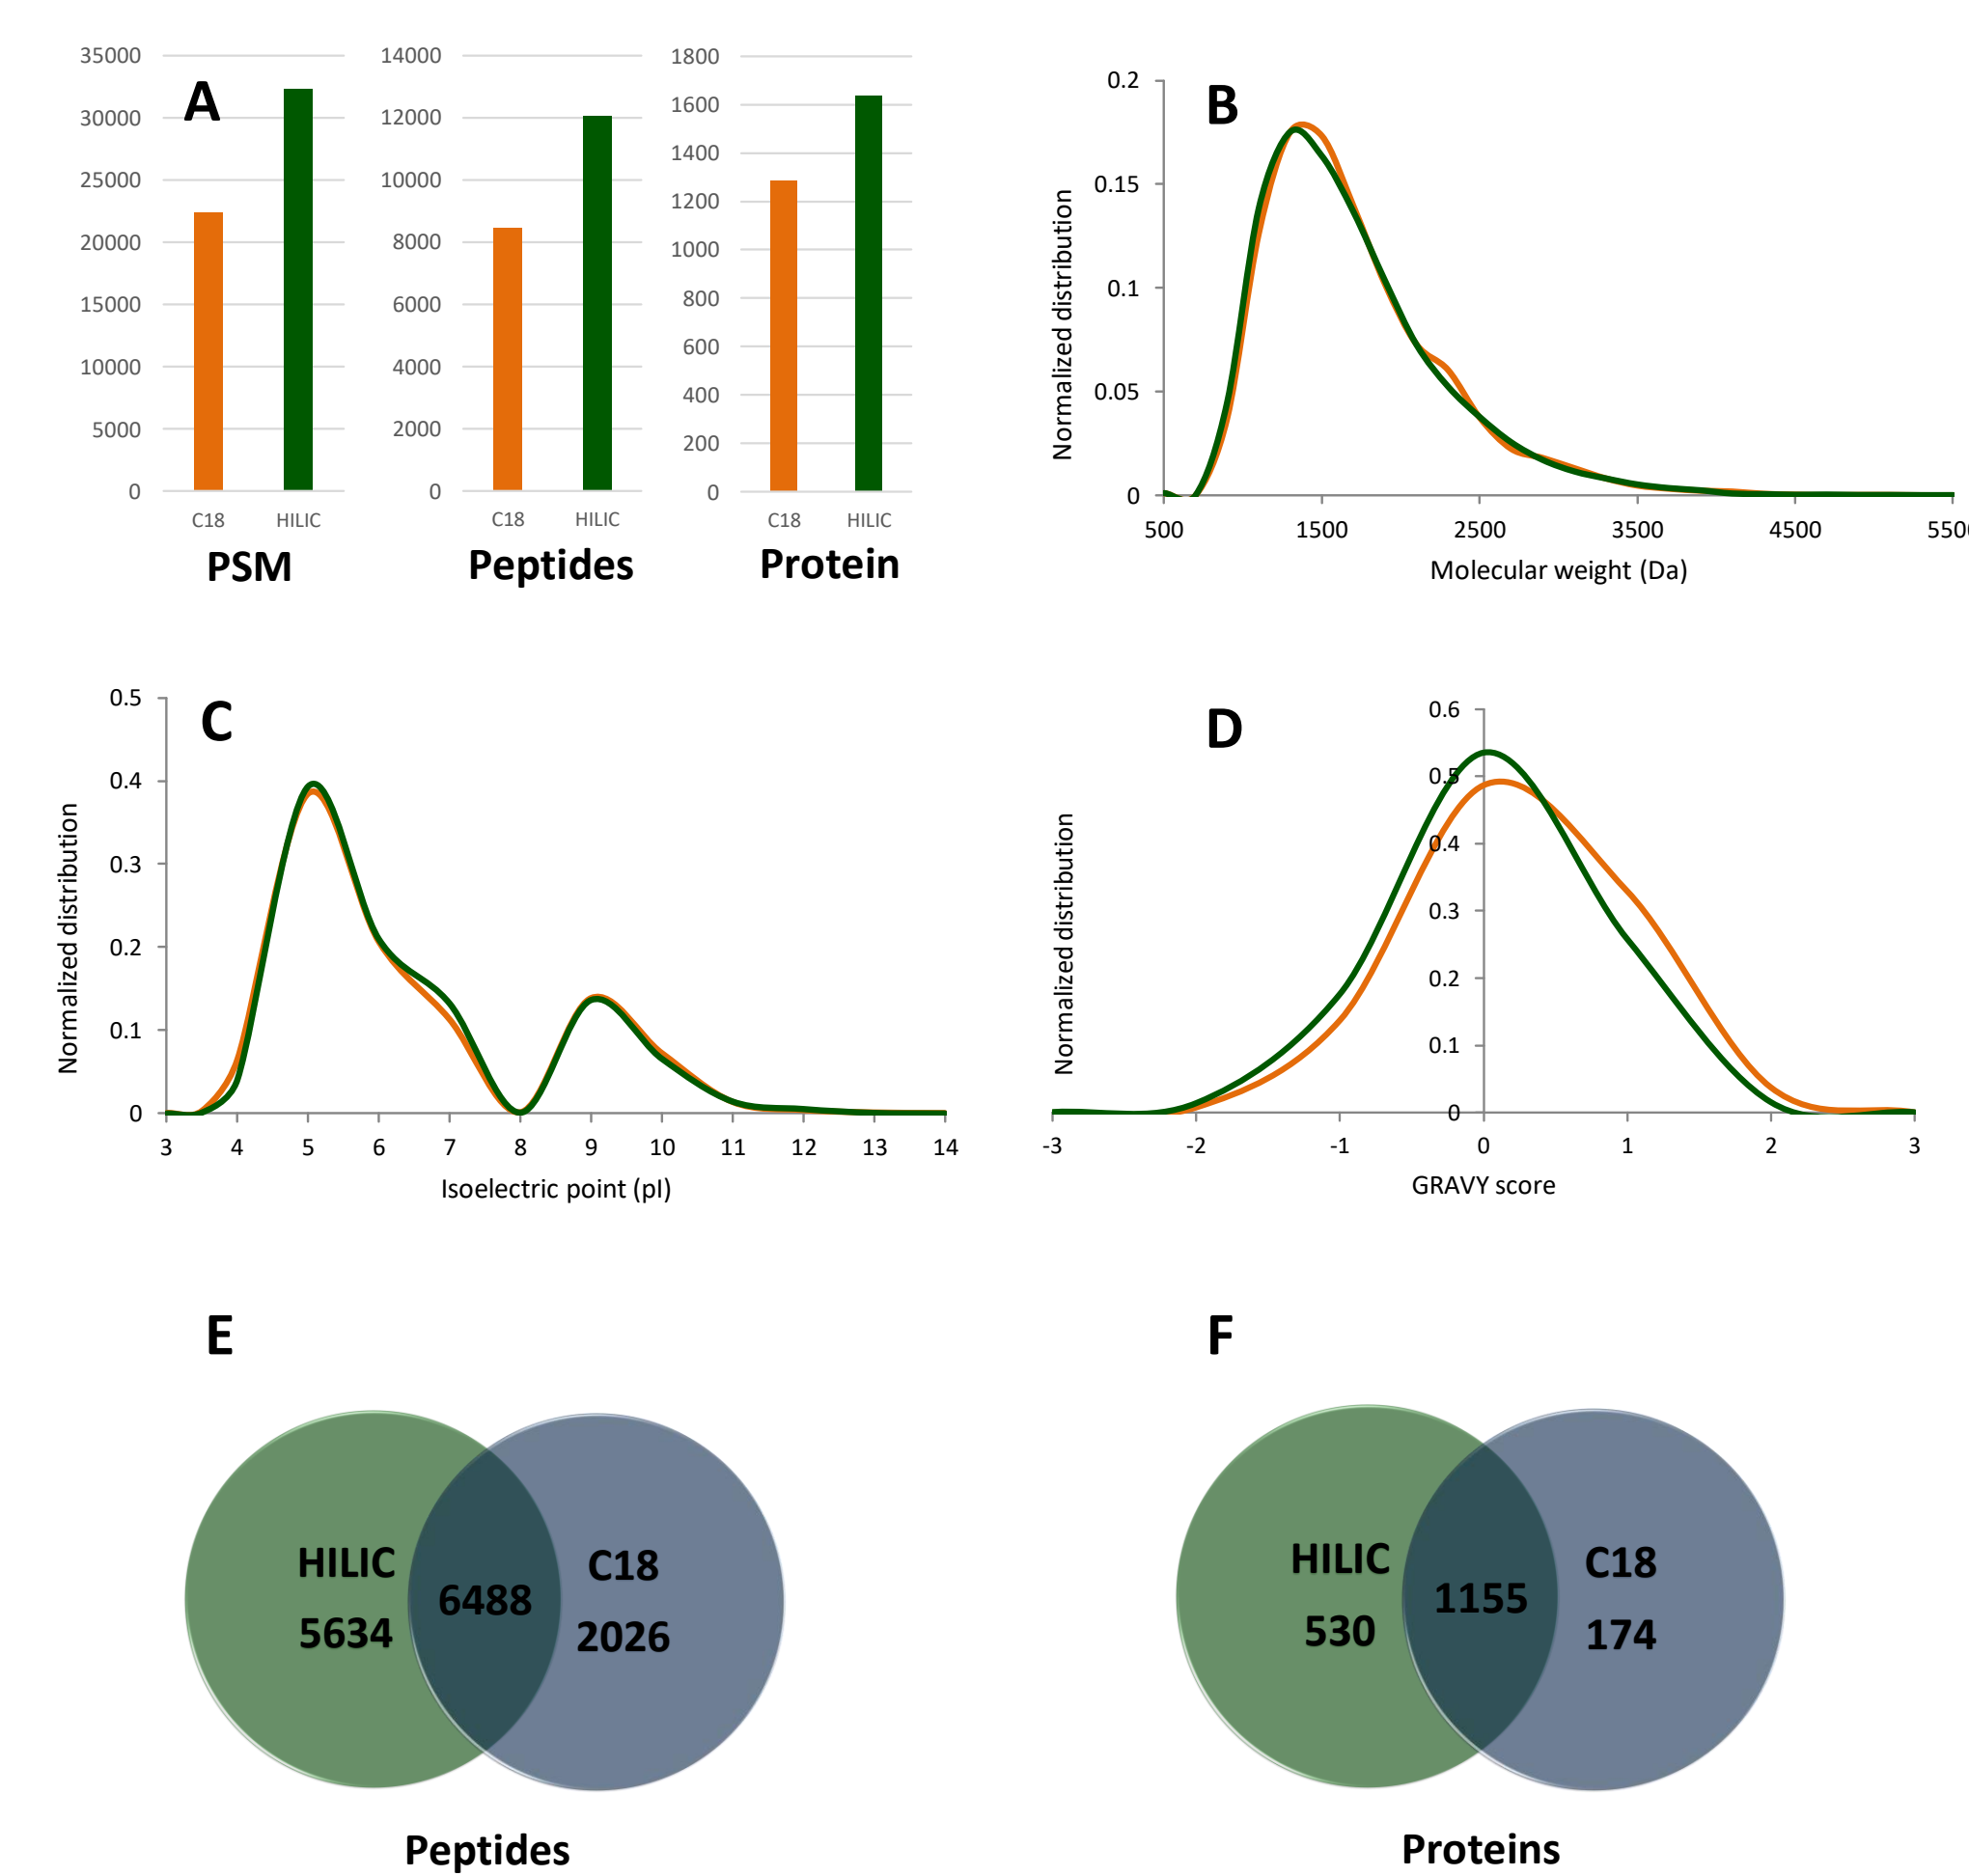 A
35000
30000
25000
20000
15000
10000
5000
0
C18 HILIC
PSM
14000
12000
10000
8000
6000
4000
2000
0
C18 HILIC
Peptides
1800
1600
1400
1200
1000
800
600
400
200
0
C18 HILIC
Protein
B
Normalized distribution
0.2
0.15
0.1
0.05
0
500 1500 2500 3500 4500 550
Molecular weight (Da)
C
Normalized distribution
0.5
0.4
0.3
0.2
0.1
0
3 4 5 6 7 8 9 10 11 12 13 14
Isoelectric point (pI)
D
Normalized distribution
0.6
0.5
0.4
0.3
0.2
0.1
0
-3 -2 -1 0 1 2 3
GRAVY score
E
HILIC
5634
6488
C18
2026
Peptides
F
HILIC
530
1155
C18
174
Proteins